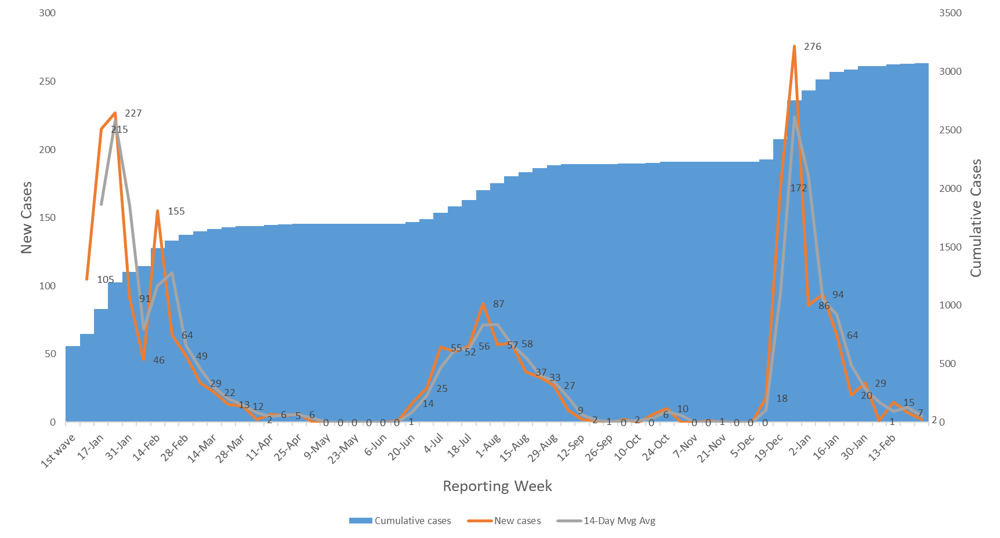 300
250
200
150
100
50
0
New Cases
3500
3000
2500
2000
1500
1000
500
0
Cumulative Cases
105
215
227
91
46
155
64
49
29
22
13
12
2
6
5
6
0
0
0
0
0
0
1
14
25
55
52
56
87
57
58
37
33
27
9
2
1
0
2
0
6
10
0
0
1
0
0
0
18
172
276
86
94
64
20
29
1
15
7
2
1st wave
17-Jan
31-Jan
14-Feb
28-Feb
14-Mar
28-Mar
11-Apr
25-Apr
9-May
23-May
6-Jun
20-Jun
4-Jul
18-Jul
1-Aug
15-Aug
29-Aug
12-Sep
26-Sep
10-Oct
24-Oct
7-Nov
21-Nov
5-Dec
19-Dec
2-Jan
16-Jan
30-Jan
13-Feb
Reporting Week
Cumulative cases
New cases
14-Day Mvg Avg